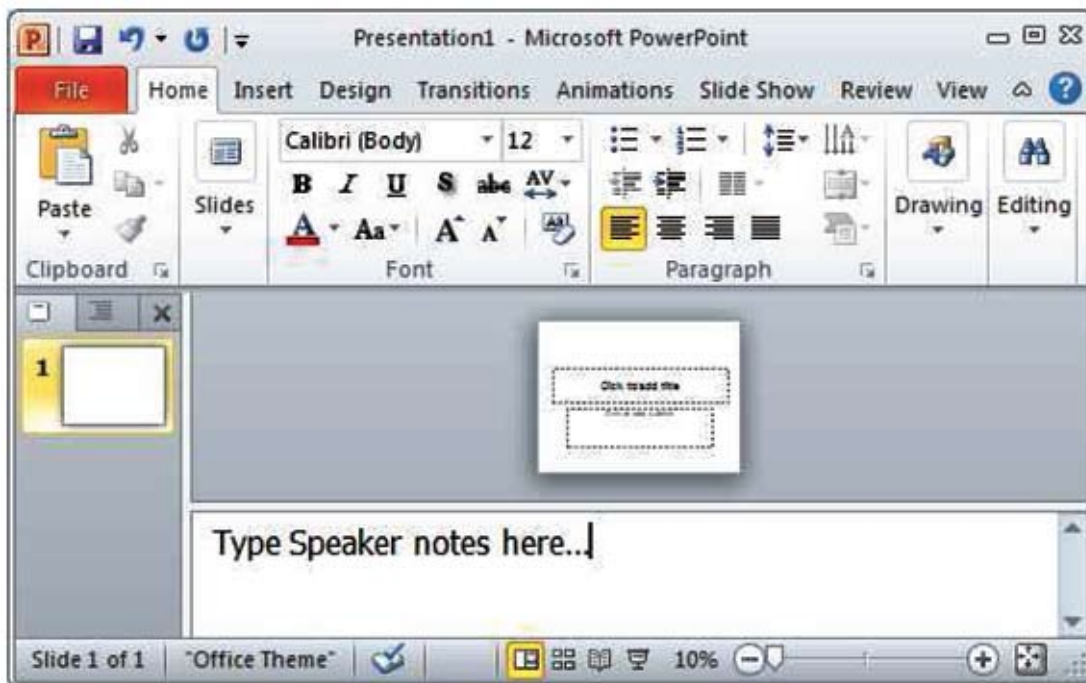 P Presentation1 - Microsoft PowerPoint
File Home Insert Design Transitions Animations Slide Show Review View ?
Paste Slides Calibri (Body) 12 Drawing Editing
B I U S abc AV
A Aa A A
Clipboard Font Paragraph
1
Click to add title
Type Speaker notes here...
Slide 1 of 1 "Office Theme" 10%